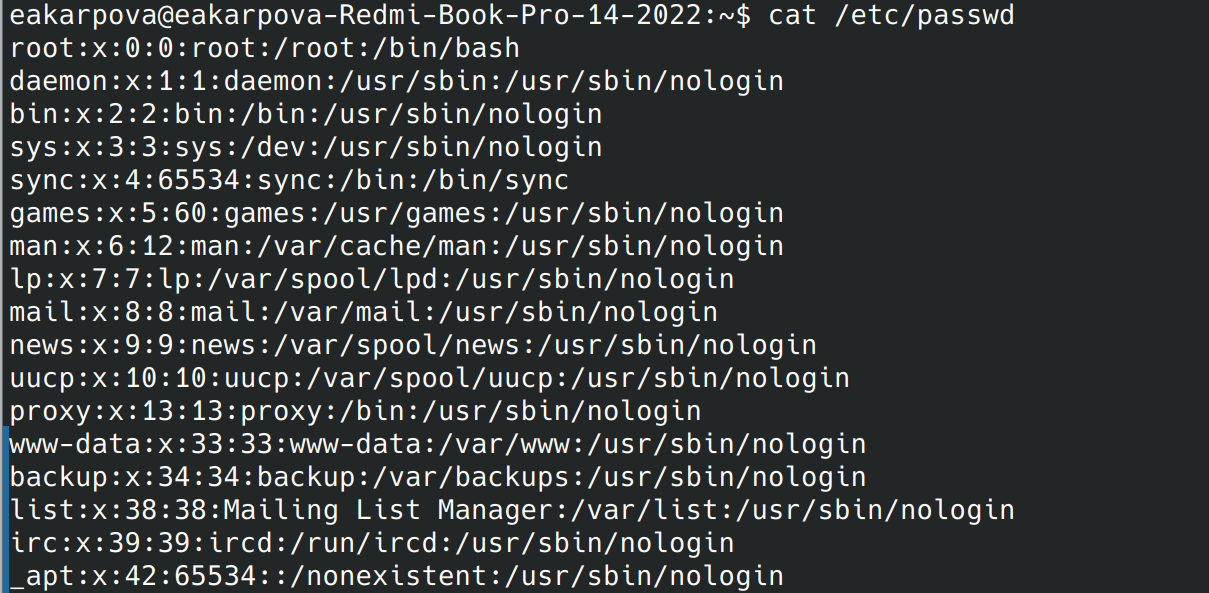 eakarpova@eakarpova-Redmi-Book-Pro-14-2022:~$ cat /etc/passwd
root:x:0:0:root:/root:/bin/bash
daemon:x:1:1:daemon:/usr/sbin:/usr/sbin/nologin
bin:x:2:2:bin:/bin:/usr/sbin/nologin
sys:x:3:3:sys:/dev:/usr/sbin/nologin
sync:x:4:65534:sync:/bin:/bin/sync
games:x:5:60:games:/usr/games:/usr/sbin/nologin
man:x:6:12:man:/var/cache/man:/usr/sbin/nologin
lp:x:7:7:lp:/var/spool/lpd:/usr/sbin/nologin
mail:x:8:8:mail:/var/mail:/usr/sbin/nologin
news:x:9:9:news:/var/spool/news:/usr/sbin/nologin
uucp:x:10:10:uucp:/var/spool/uucp:/usr/sbin/nologin
proxy:x:13:13:proxy:/bin:/usr/sbin/nologin
www-data:x:33:33:www-data:/var/www:/usr/sbin/nologin
backup:x:34:34:backup:/var/backups:/usr/sbin/nologin
list:x:38:38:Mailing List Manager:/var/list:/usr/sbin/nologin
irc:x:39:39:ircd:/run/ircd:/usr/sbin/nologin
_apt:x:42:65534::/nonexistent:/usr/sbin/nologin